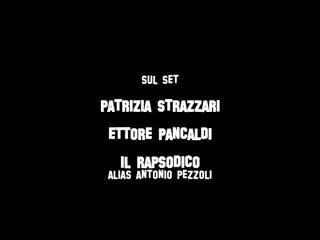 SUL SET
PATRIZIA STRAZZARI
ETTORE PANCALDI
IL RAPSODICO
ALIAS ANTONIO PEZZOLI